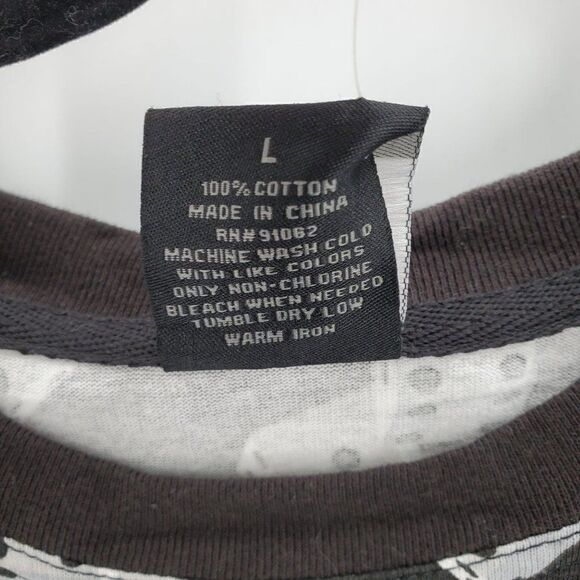 L
100% COTTON
MADE IN CHINA
RN#91062
MACHINE WASH COLD
WITH LIKE COLORS
ONLY NON-CHLORINE
BLEACH WHEN NEEDED
TUMBLE DRY LOW
WARM IRON